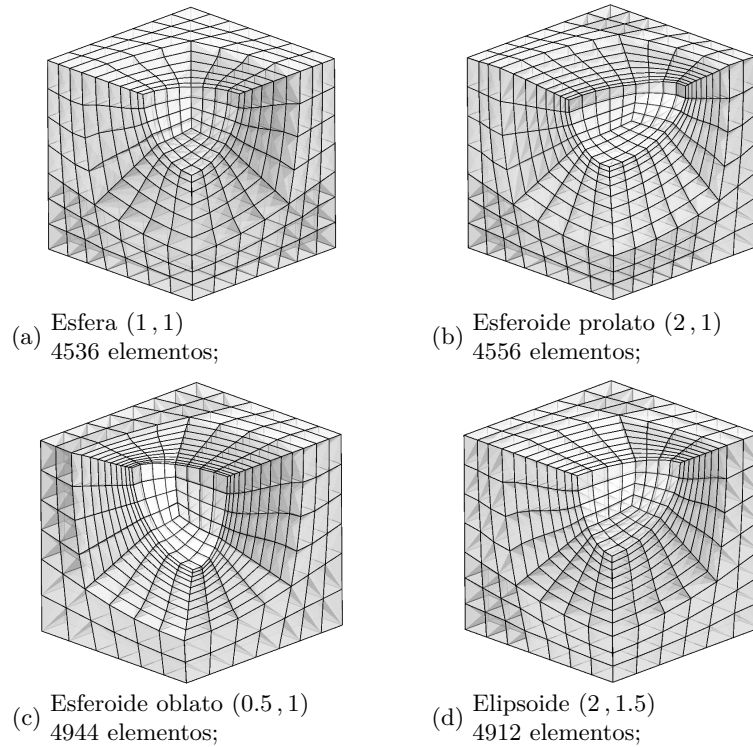 (a) Esfera (1 , 1)
4536 elementos;
(b) Esferoide prolato (2 , 1)
4556 elementos;
(c) Esferoide oblato (0.5 , 1)
4944 elementos;
(d) Elipsoide (2 , 1.5)
4912 elementos;